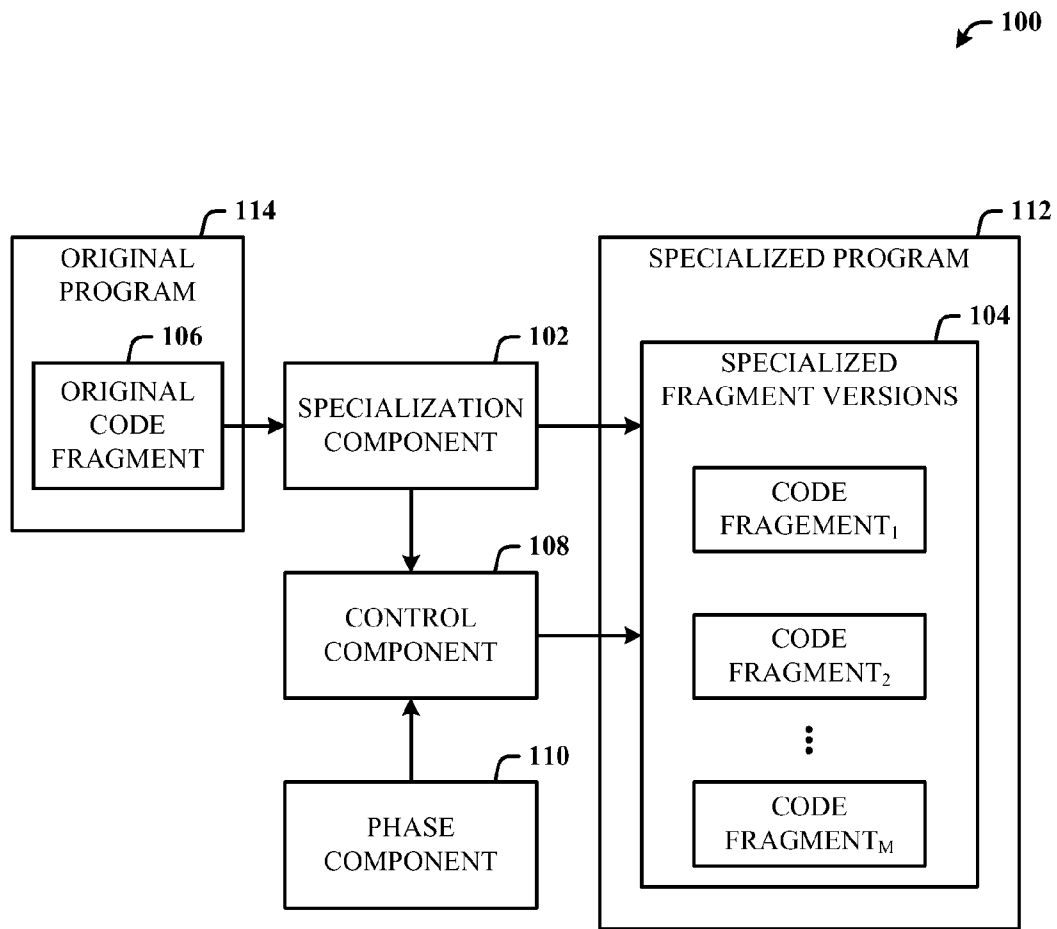 100
114
ORIGINAL
PROGRAM
106
ORIGINAL
CODE
FRAGMENT
102
SPECIALIZATION
COMPONENT
108
CONTROL
COMPONENT
110
PHASE
COMPONENT
112
SPECIALIZED PROGRAM
104
SPECIALIZED
FRAGMENT VERSIONS
CODE
FRAGEMENT₁
CODE
FRAGMENT₂
CODE
FRAGMENT_M